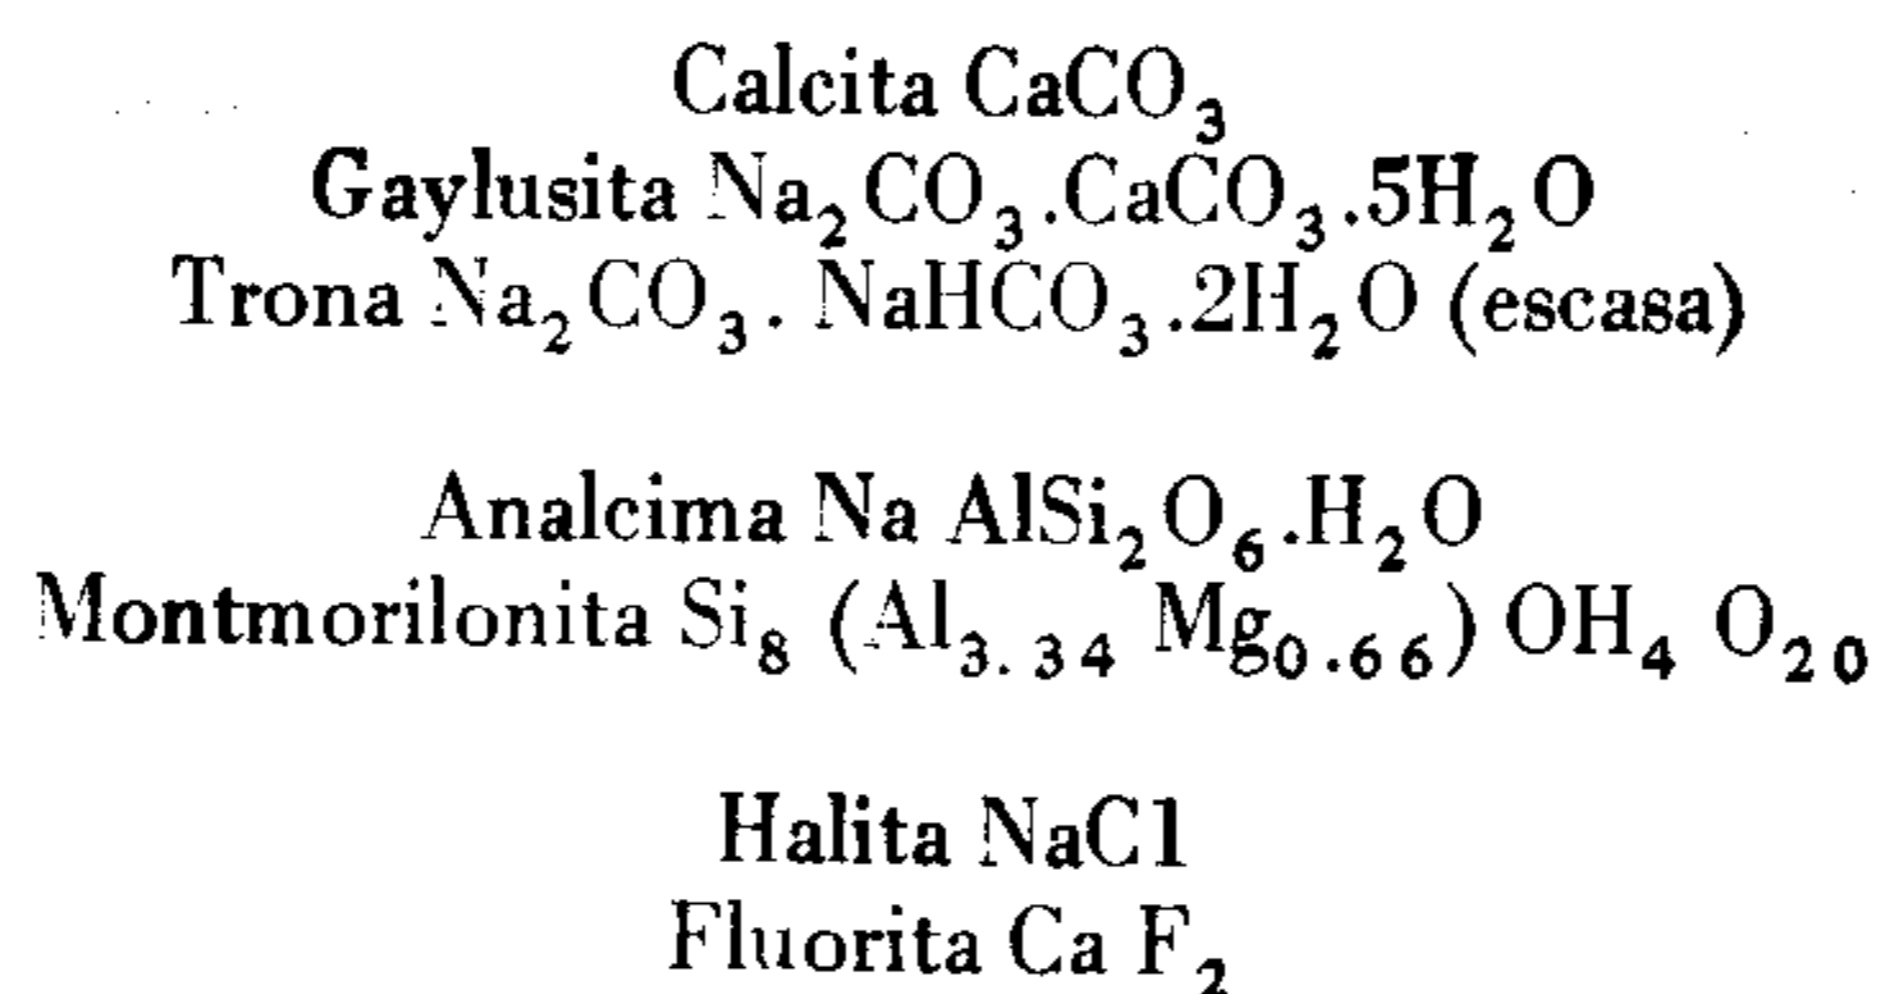 Calcita CaCO₃
Gaylusita Na₂CO₃.CaCO₃.5H₂O
Trona Na₂CO₃. NaHCO₃.2H₂O (escasa)
Analcima Na AlSi₂O₆.H₂O
Montmorilonita Si₈ (Al₃.₃₄ Mg₀.₆₆) OH₄ O₂₀
Halita NaCl
Fluorita Ca F₂